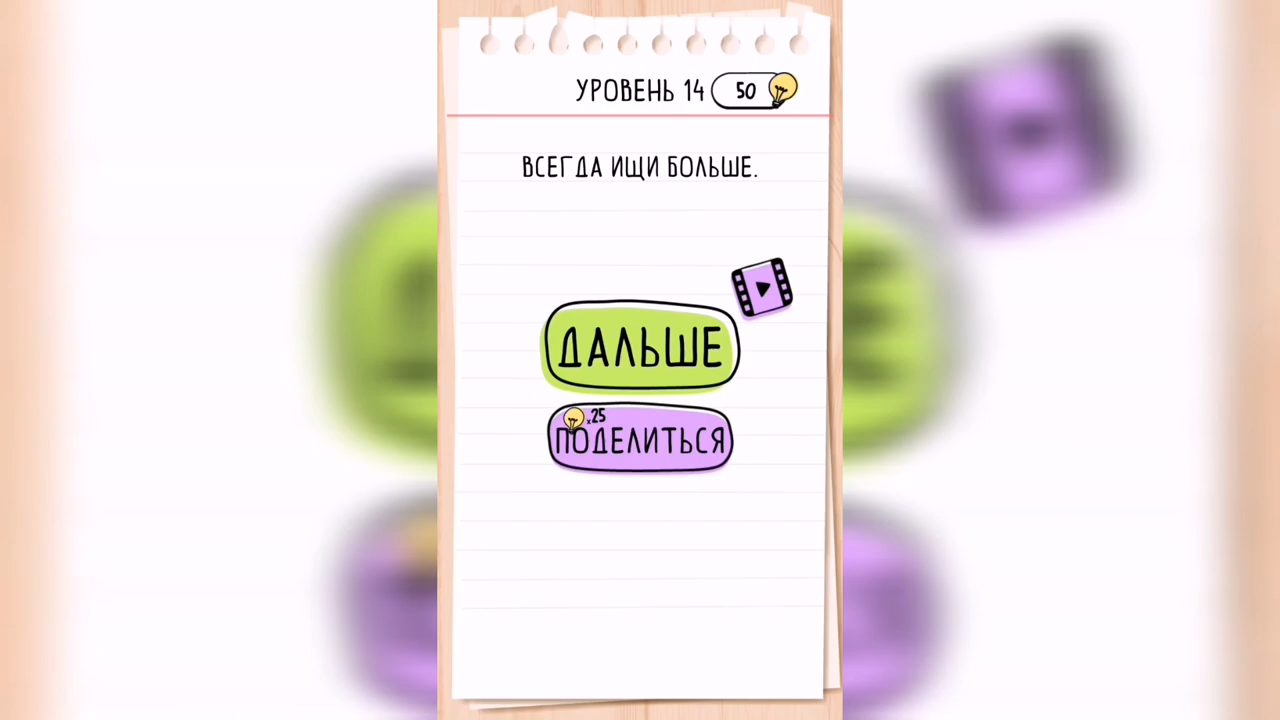 УРОВЕНЬ 14 50
ВСЕГДА ИЩИ БОЛЬШЕ.
ДАЛЬШЕ
x25
ПОДЕЛИТЬСЯ